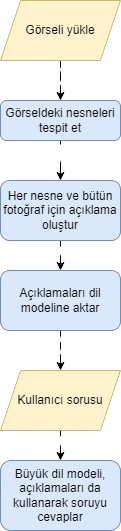 Görseli yükle
Görseldeki nesneleri
tespit et
Her nesne ve bütün
fotoğraf için açıklama
oluştur
Açıklamaları dil
modeline aktar
Kullanıcı sorusu
Büyük dil modeli,
açıklamaları da
kullanarak soruyu
cevaplar